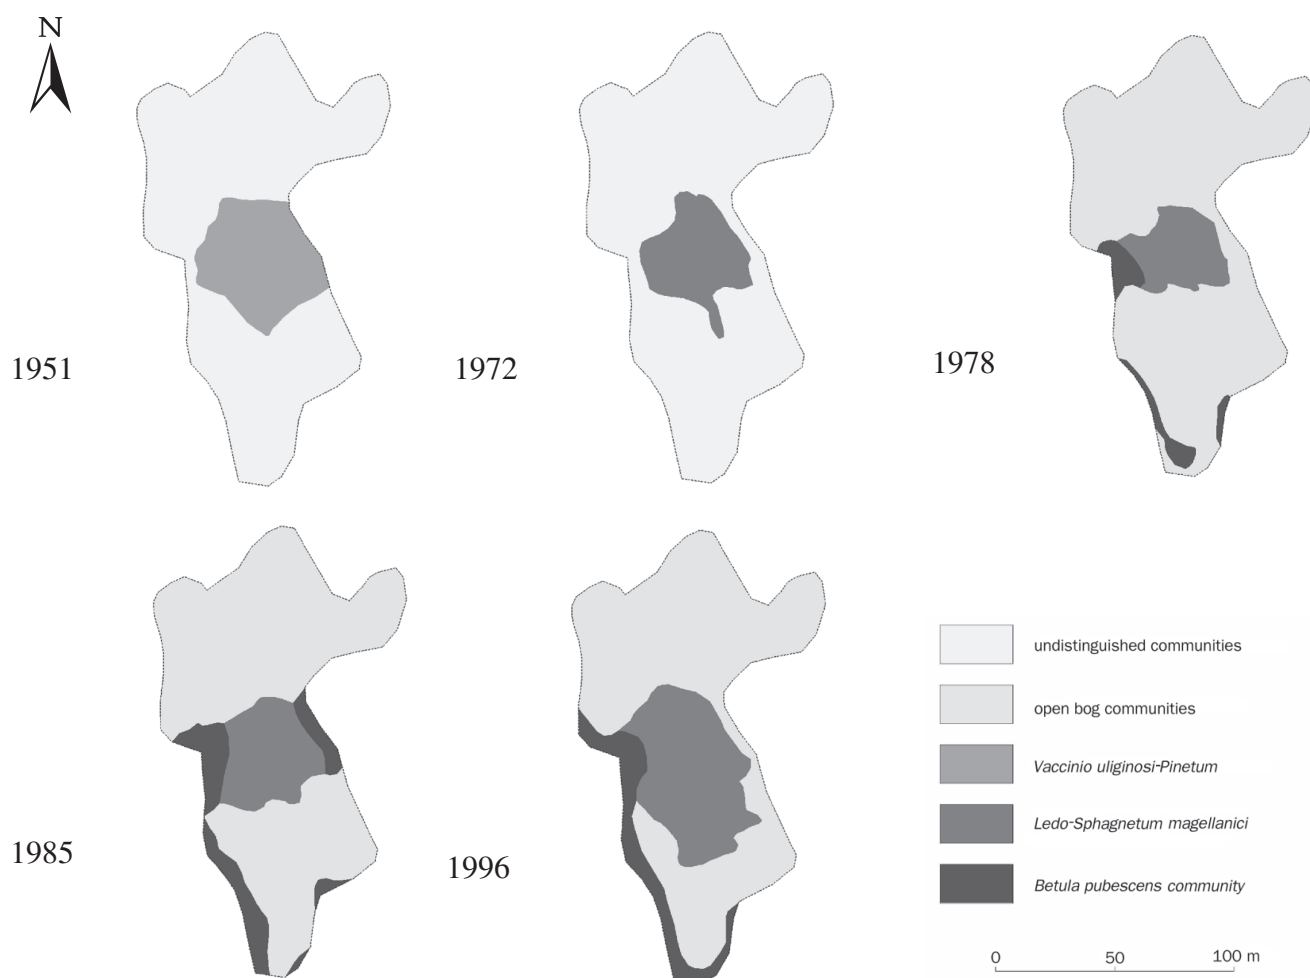 N
1951
1972
1978
1985
1996
undistinguished communities
open bog communities
Vaccinio uliginosi-Pinetum
Ledo-Sphagnetum magellanici
Betula pubescens community
0 50 100 m